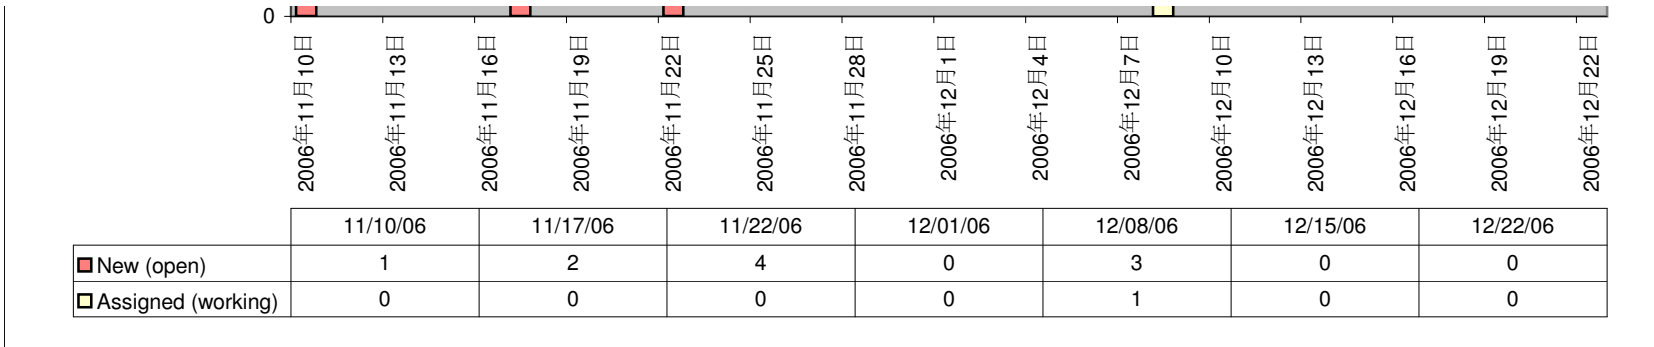 0
2006年11月10日
2006年11月13日
2006年11月16日
2006年11月19日
2006年11月22日
2006年11月25日
2006年11月28日
2006年12月1日
2006年12月4日
2006年12月7日
2006年12月10日
2006年12月13日
2006年12月16日
2006年12月19日
2006年12月22日
11/10/06 11/17/06 11/22/06 12/01/06 12/08/06 12/15/06 12/22/06
New (open) 1 2 4 0 3 0 0
Assigned (working) 0 0 0 0 1 0 0